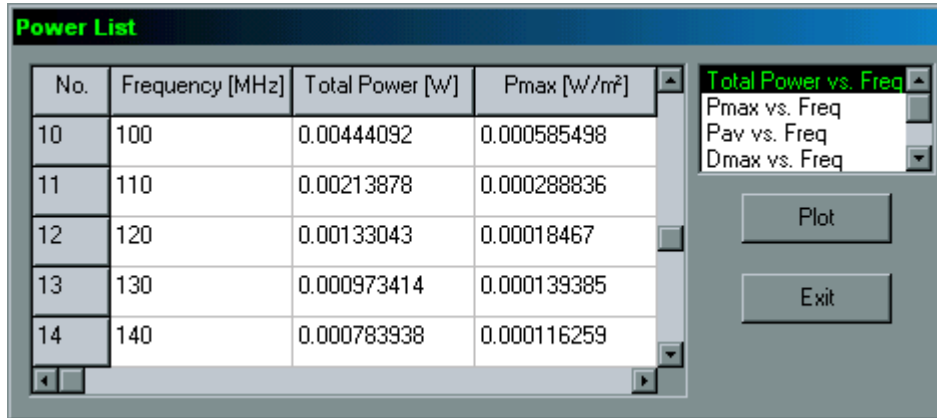 Power List
No. Frequency [MHz] Total Power [W] Pmax [W/m²]
10 100 0.00444092 0.000585498
11 110 0.00213878 0.000288836
12 120 0.00133043 0.00018467
13 130 0.000973414 0.000139385
14 140 0.000783938 0.000116259
Total Power vs. Freq
Pmax vs. Freq
Pav vs. Freq
Dmax vs. Freq
Plot
Exit